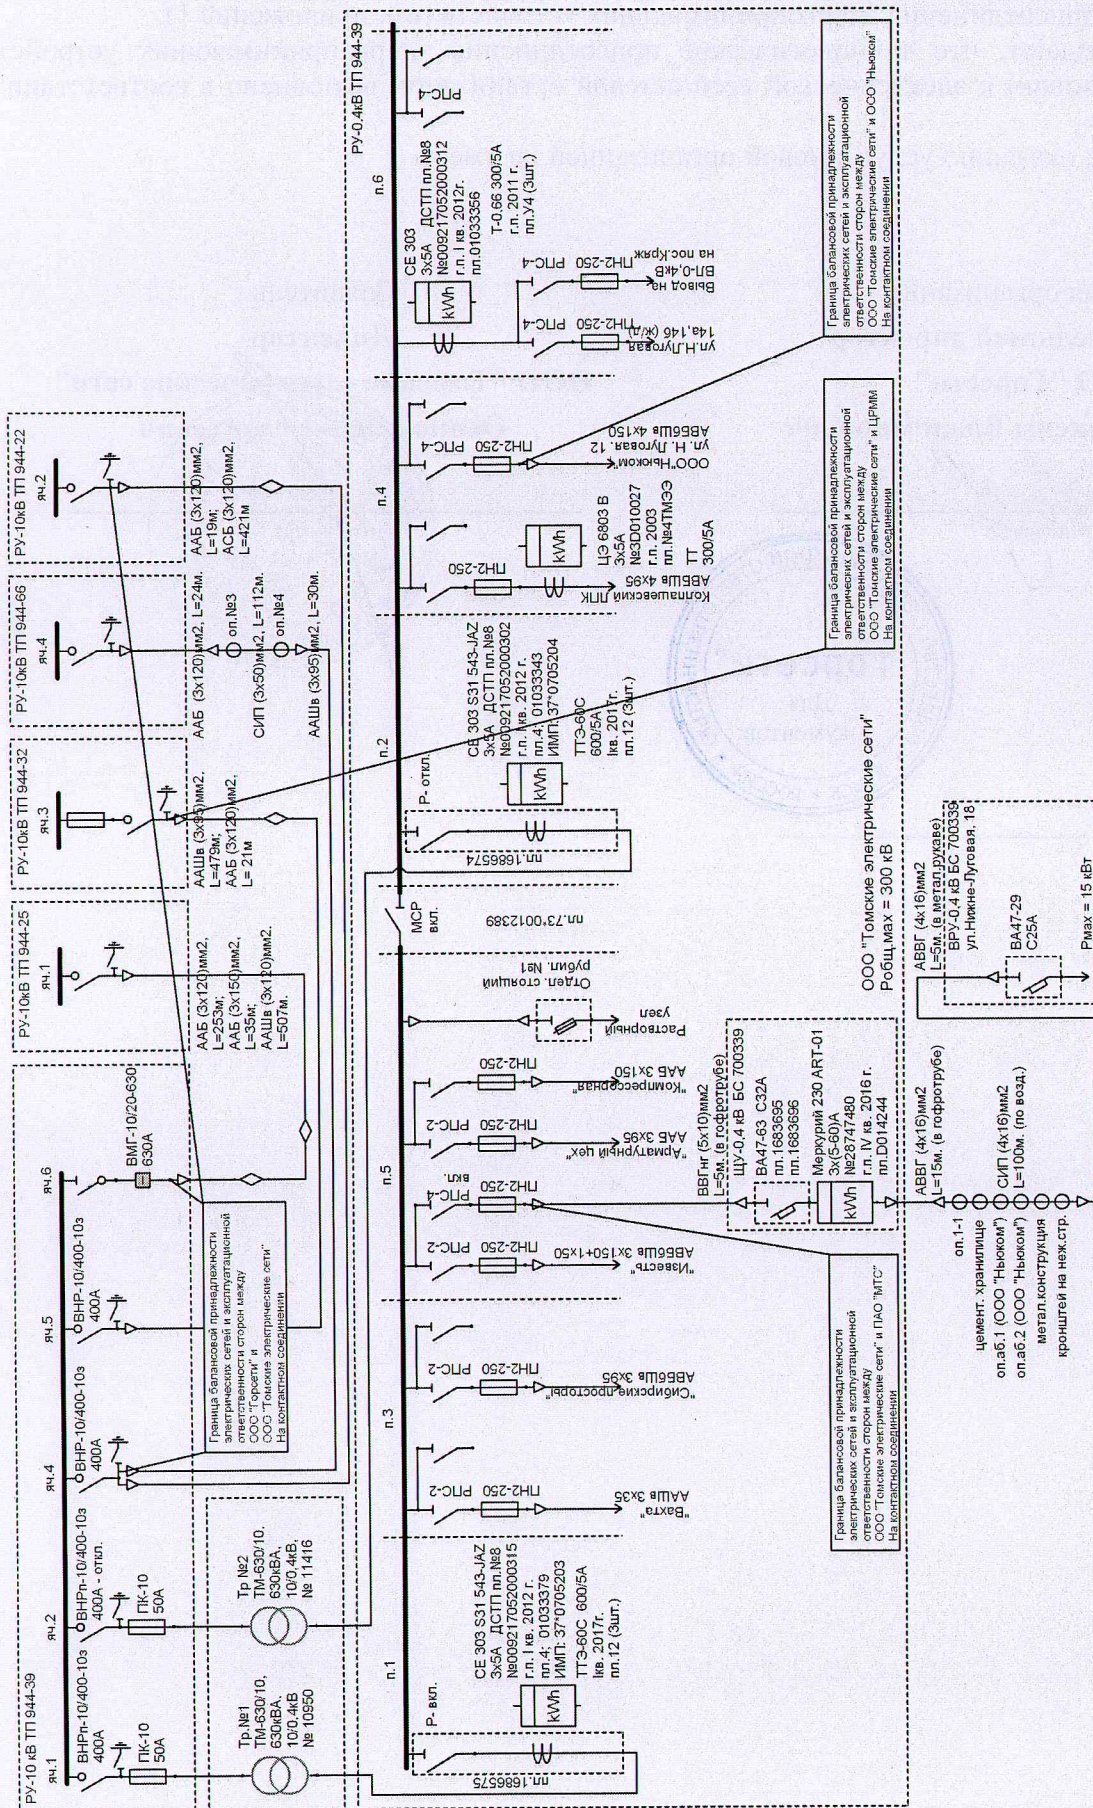 РУ-10 кВ ТП 944-39
яч.1
ВНРп-10/400-10з
400А
ПК-10
50А
яч.2
ВНРп-10/400-10з
400А - откл.
ПК-10
50А
яч.4
ВНР-10/400-10з
400А
яч.5
ВНР-10/400-10з
400А
яч.6
ВМГ-10/20-630
630А
Граница балансовой принадлежности
электрических сетей и эксплуатационной
ответственности сторон между
ООО "Горсети" и
ООО "Томские электрические сети"
На контактном соединении
РУ-10кВ ТП 944-25
яч.1
ААБ (3х120)мм2,
L=253м;
ААБ (3х150)мм2,
L=35м;
ААШв (3х120)мм2,
L=507м.
РУ-10кВ ТП 944-32
яч.3
ААШв (3х95)мм2,
L=479м;
ААБ (3х120)мм2,
L= 21м
РУ-10кВ ТП 944-66
яч.4
ААБ (3х120)мм2, L=24м.
оп.№3
СИП (3х50)мм2, L=112м.
оп.№4
ААШв (3х95)мм2, L=30м.
РУ-10кВ ТП 944-22
яч.2
ААБ (3х120)мм2,
L=19м;
АСБ (3х120)мм2,
L=421м
Тр.№1
ТМ-630/10,
630кВА,
10/0,4кВ
№ 10950
Тр №2
ТМ-630/10,
630кВА,
10/0,4кВ,
№ 11416
РУ-0,4кВ ТП 944-39
п.1
Р- вкл.
пл.1686575
kWh
СЕ 303 S31 543-JAZ
3х5А ДСТП пл.№8
№009217052000315
г.п. I кв. 2012 г.
пл.4; 01033379
ИМП: 37*0705203
ТТЭ-60С 600/5А
Iкв. 2017г.
пл.12 (3шт.)
п.3
РПС-2
ПН2-250
"Вахта"
ААШв 3х35
РПС-2
ПН2-250
"Сибирские просторы"
АВБбШв 3х95
п.5
РПС-2
ПН2-250
"Известь"
АВБбШв 3х150+1х50
РПС-4
вкл.
ПН2-250
РПС-2
ПН2-250
"Арматурный цех"
ААБ 3х95
ПН2-250
"Компрессорная"
ААБ 3х150
Растворный
узел
Отдел. стоящий
рубил. №1
МСР
вкл.
пл.73*0012389
п.2
Р- откл.
пл.1686574
kWh
СЕ 303 S31 543-JAZ
3х5А ДСТП пл.№8
№009217052000302
г.п. I кв. 2012 г.
пл.4; 01033343
ИМП: 37*0705204
ТТЭ-60С
600/5А
Iкв. 2017г.
пл.12 (3шт.)
п.4
ПН2-250
Колпашевский ЛПК
АВБШв 4х95
kWh
ЦЭ 6803 В
3х5А
№3D010027
г.п. 2003
пл.№4ТМЭЭ
ТТ
300/5А
РПС-4
ПН2-250
ООО"Ньюком",
ул. Н. Луговая. 12
АВБбШв 4х150
п.6
kWh
СЕ 303
3х5А ДСТП пл.№8
№009217052000312
г.п. I кв. 2012г.
пл.01033356
Т-0,66 300/5А
г.п. 2011 г.
пл.У4 (3шт.)
РПС-4
ПН2-250
ул.Н.Луговая
14а,146 (ж/д)
РПС-4
ПН2-250
Вывод на
ВЛ-0,4кВ
на пос.Кряж
РПС-4
Граница балансовой принадлежности
электрических сетей и эксплуатационной
ответственности сторон между
ООО "Томские электрические сети" и ПАО "МТС"
На контактном соединении
Граница балансовой принадлежности
электрических сетей и эксплуатационной
ответственности сторон между
ООО "Томские электрические сети" и ЦРММ
На контактном соединении
Граница балансовой принадлежности
электрических сетей и эксплуатационной
ответственности сторон между
ООО "Томские электрические сети" и ООО "Ньюком"
На контактном соединении
ВВГнг (5х10)мм2
L=5м. (в гофротрубе)
ЩУ-0,4 кВ БС 700339
ВА47-63 С32А
пл.1683695
пл.1683696
kWh
Меркурий 230 ART-01
3х(5-60)А
№28747480
г.п. IV кв. 2016 г.
пл.D014244
АВВГ (4х16)мм2
L=15м. (в гофротрубе)
оп.1-1
цемент. хранилище
оп.аб.1 (ООО "Ньюком")
оп.аб.2 (ООО "Ньюком")
метал.конструкция
кронштей на неж.стр.
СИП (4х16)мм2
L=100м. (по возд.)
ООО "Томские электрические сети"
Робщ.мах = 300 кВ
АВВГ (4х16)мм2
L=5м. (в метал.рукаве)
ВРУ-0,4 кВ БС 700339
ул.Нижне-Луговая, 18
ВА47-29
С25А
Рмах = 15 кВт